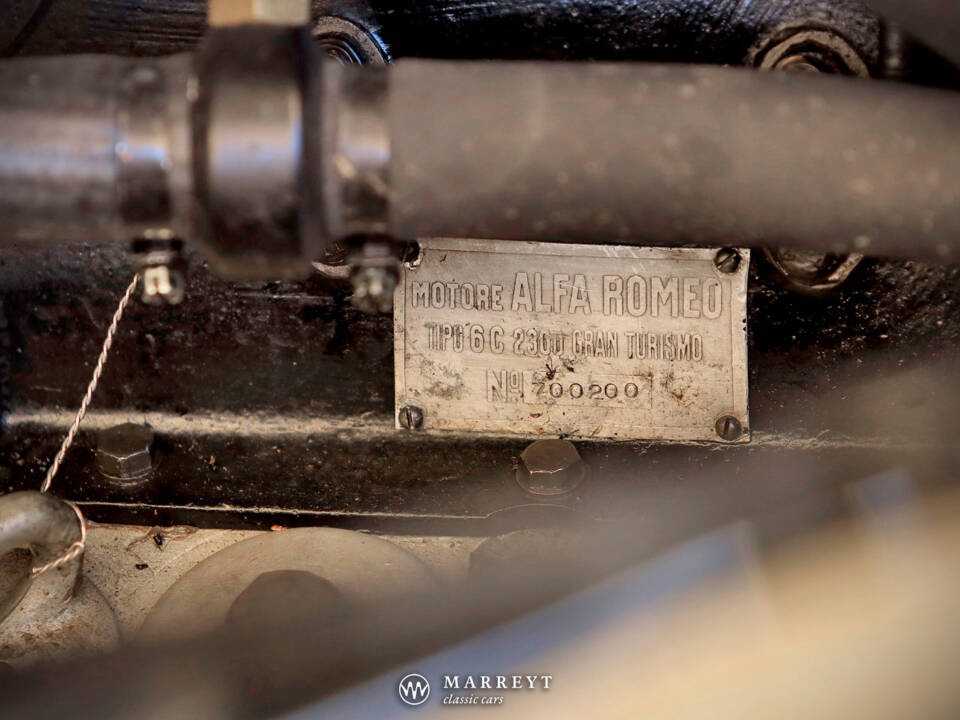 MOTORE ALFA ROMEO
TIPO 6 C 2300 GRAN TURISMO
No 700200
MARREYT
classic cars